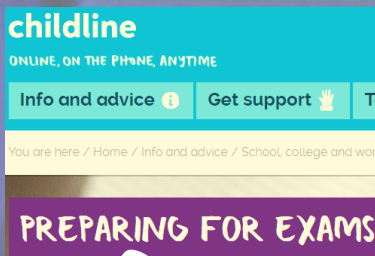 childline
ONLINE, ON THE PHONE, ANYTIME
Info and advice
Get support
You are here / Home / Info and advice / School, college and wor
PREPARING FOR EXAMS